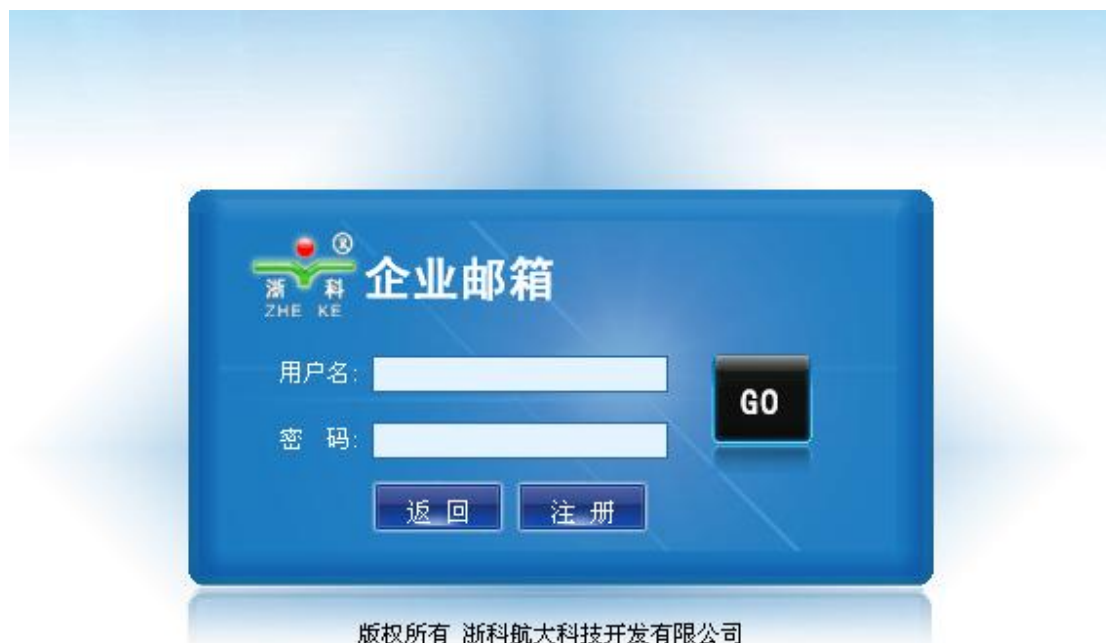 浙 科 ®
ZHE KE
企业邮箱
用户名:
GO
密 码:
返 回
注 册
版权所有 浙科航大科技开发有限公司